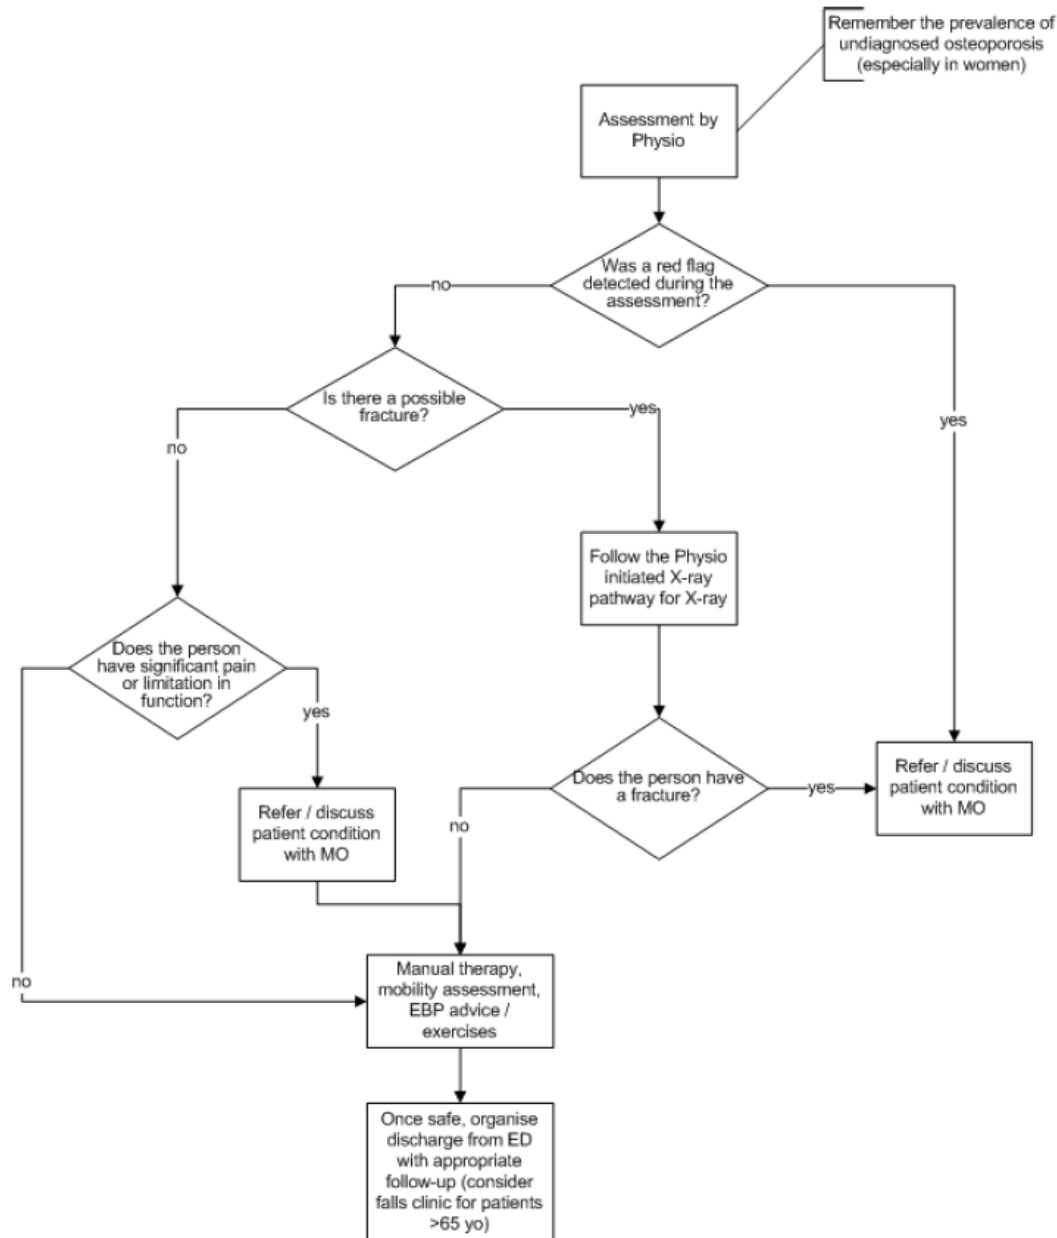 Remember the prevalence of
undiagnosed osteoporosis
(especially in women)
Assessment by
Physio
Was a red flag
detected during the
assessment?
no
yes
Is there a possible
fracture?
no
yes
Follow the Physio
initiated X-ray
pathway for X-ray
Does the person
have significant pain
or limitation in
function?
yes
no
Refer / discuss
patient condition
with MO
Does the person have
a fracture?
no
yes
Refer / discuss
patient condition
with MO
Manual therapy,
mobility assessment,
EBP advice /
exercises
Once safe, organise
discharge from ED
with appropriate
follow-up (consider
falls clinic for patients
>65 yo)